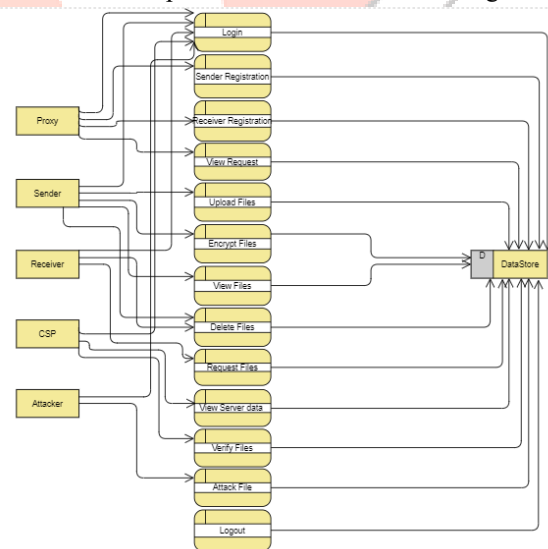 Login
Sender Registration
Receiver Registration
Proxy
View Request
Sender
Upload Files
Encrypt Files
D
DataStore
Receiver
View Files
Delete Files
CSP
Request Files
Attacker
View Server data
Verify Files
Attack File
Logout